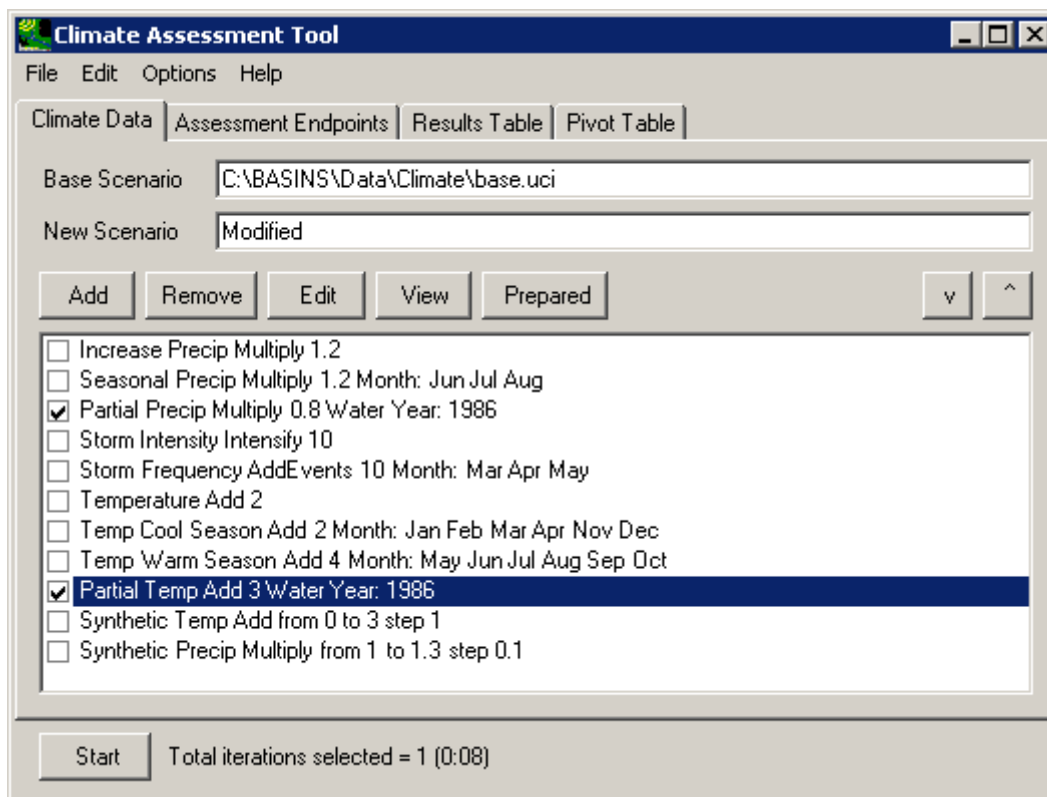 Climate Assessment Tool
File Edit Options Help
Climate Data Assessment Endpoints Results Table Pivot Table
Base Scenario C:\BASINS\Data\Climate\base.uci
New Scenario Modified
Add Remove Edit View Prepared v ^
Increase Precip Multiply 1.2
Seasonal Precip Multiply 1.2 Month: Jun Jul Aug
Partial Precip Multiply 0.8 Water Year: 1986
Storm Intensity Intensify 10
Storm Frequency AddEvents 10 Month: Mar Apr May
Temperature Add 2
Temp Cool Season Add 2 Month: Jan Feb Mar Apr Nov Dec
Temp Warm Season Add 4 Month: May Jun Jul Aug Sep Oct
Partial Temp Add 3 Water Year: 1986
Synthetic Temp Add from 0 to 3 step 1
Synthetic Precip Multiply from 1 to 1.3 step 0.1
Start Total iterations selected = 1 (0:08)